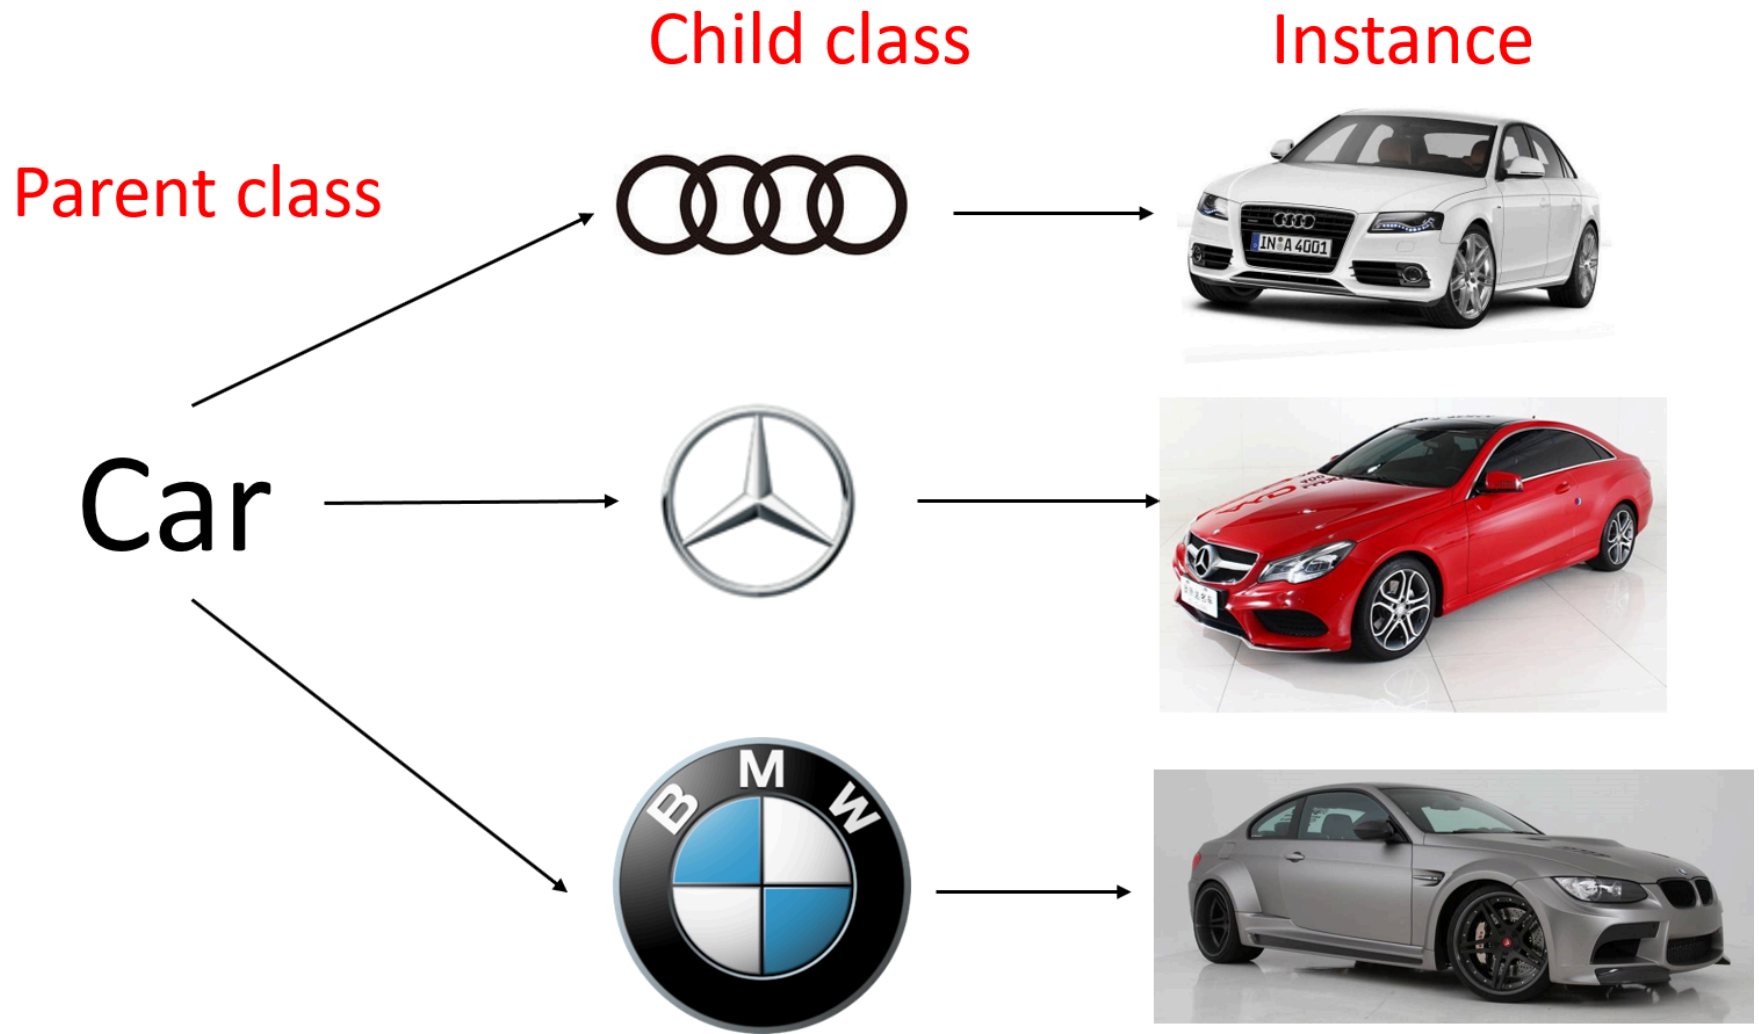 Child class
Instance
Parent class
IN A 4001
Car
BMW